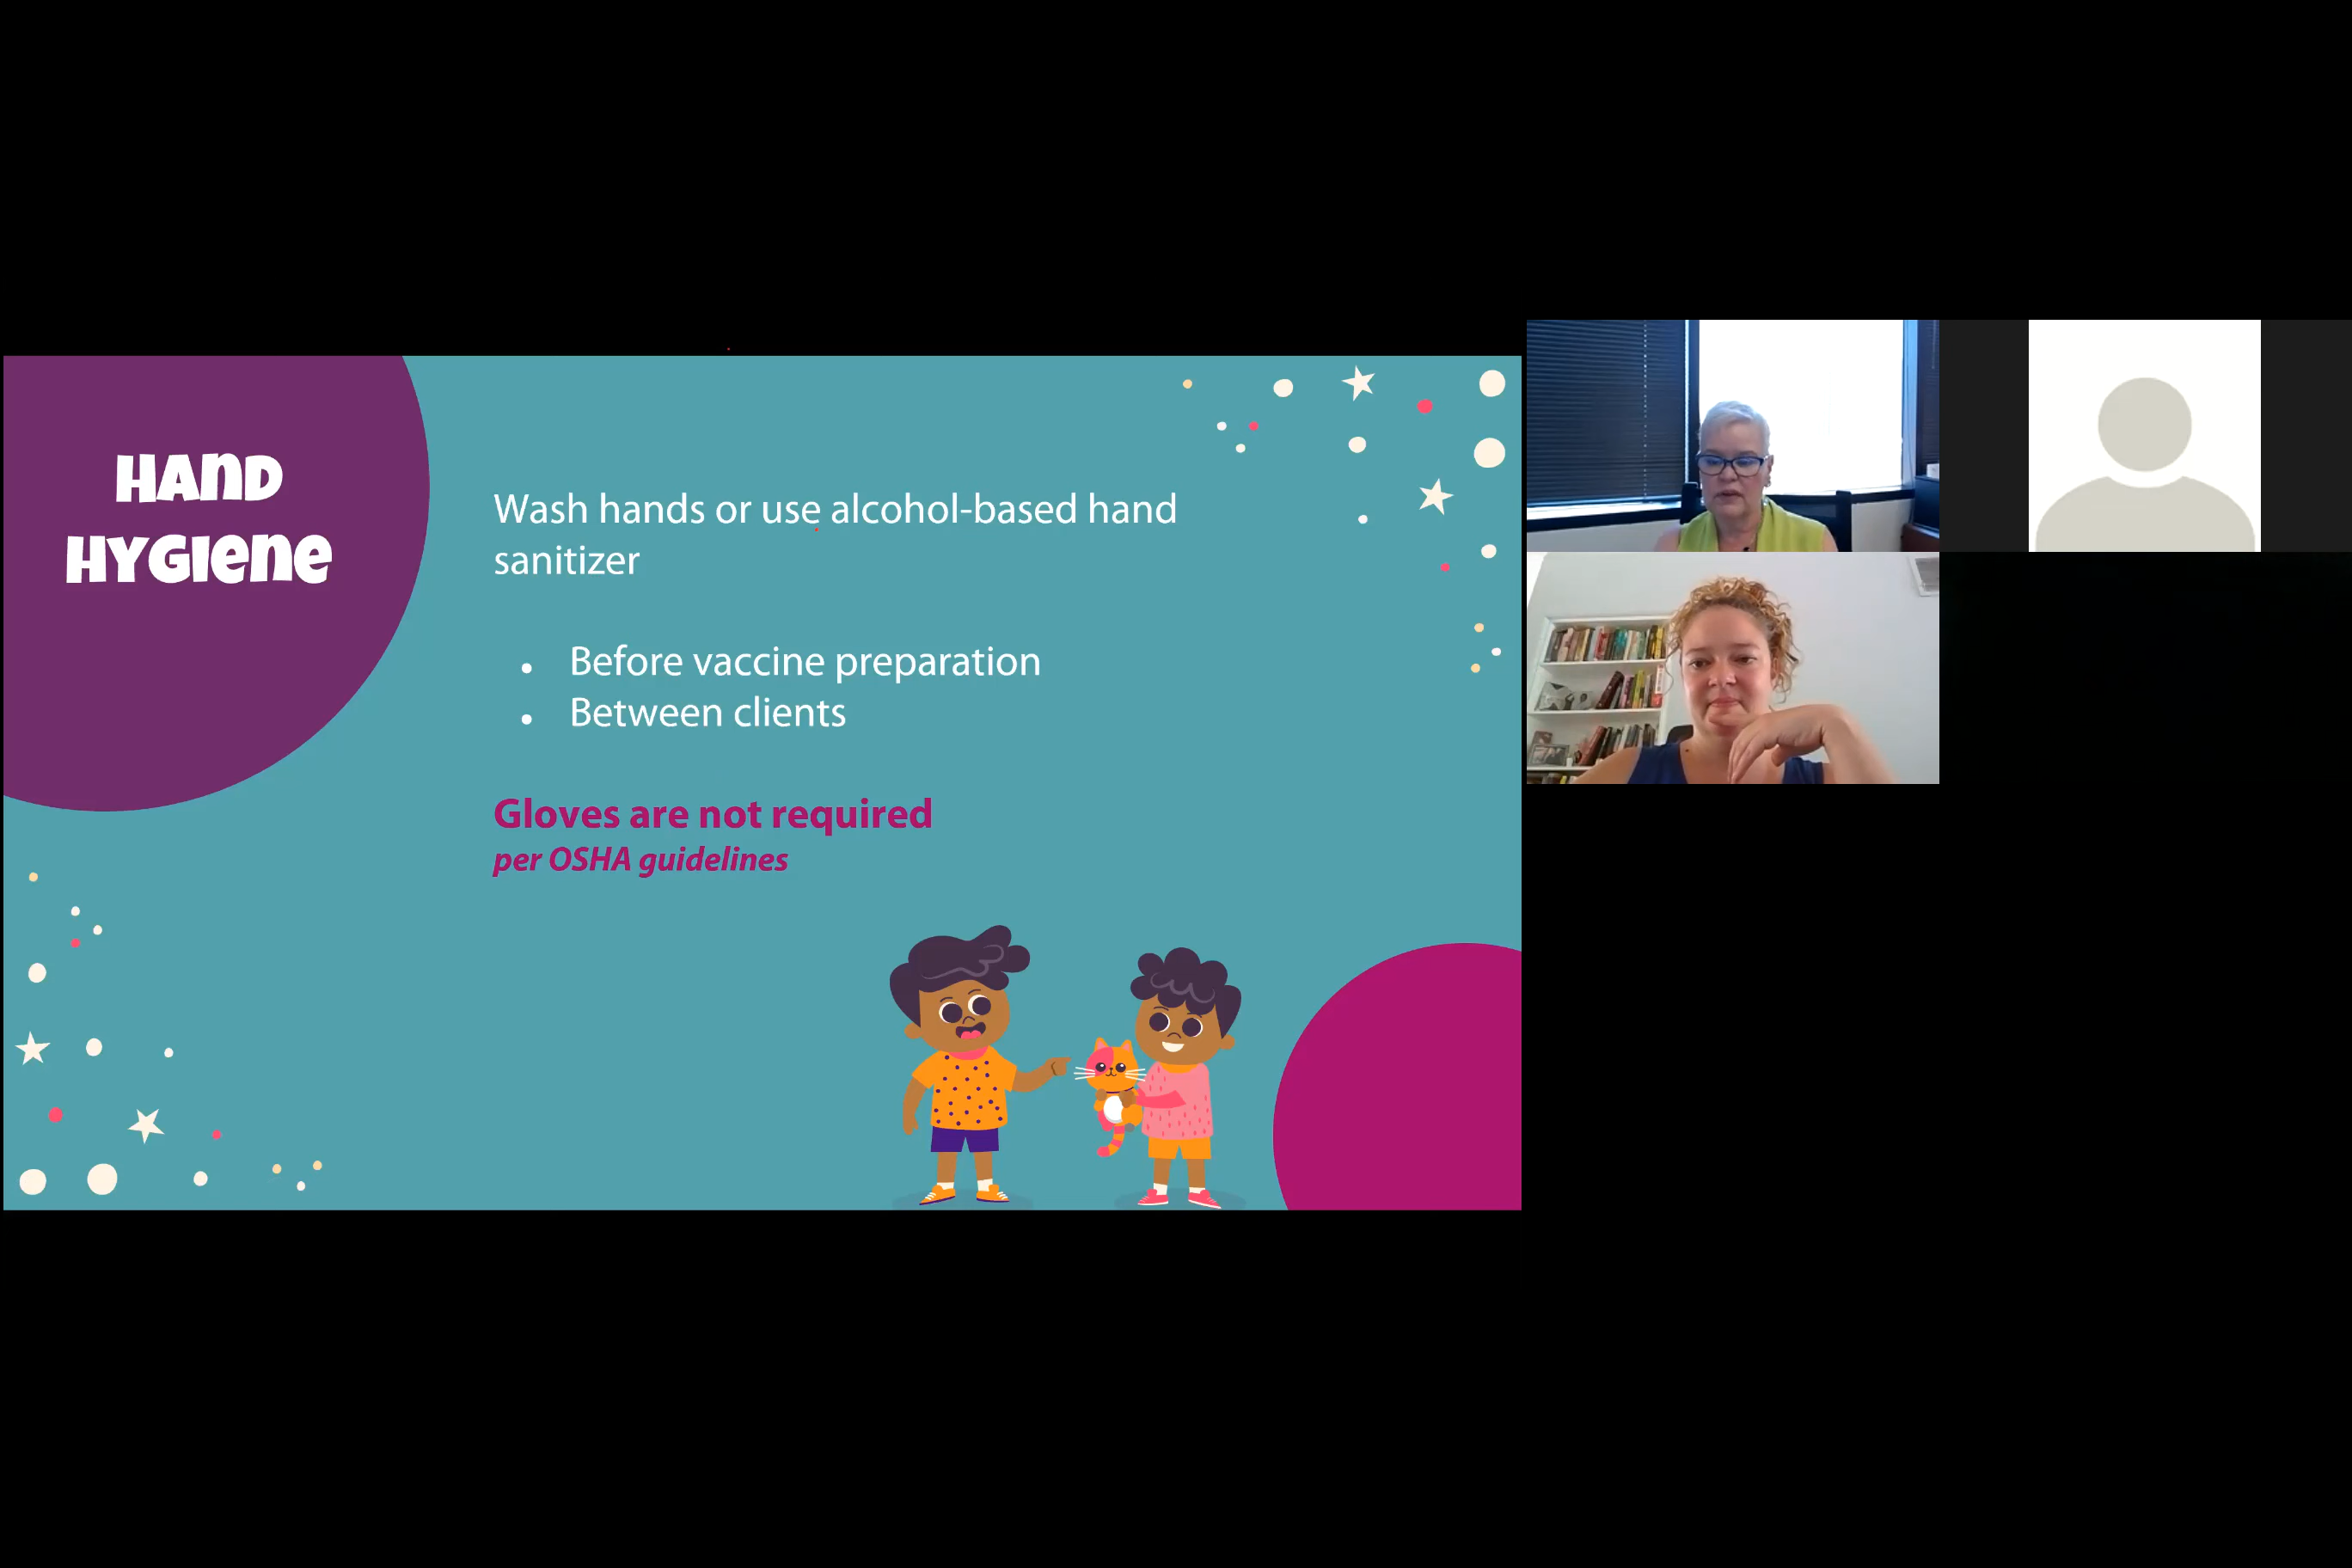 HAND
HYGIENE
Wash hands or use alcohol-based hand
sanitizer
• Before vaccine preparation
• Between clients
Gloves are not required
per OSHA guidelines